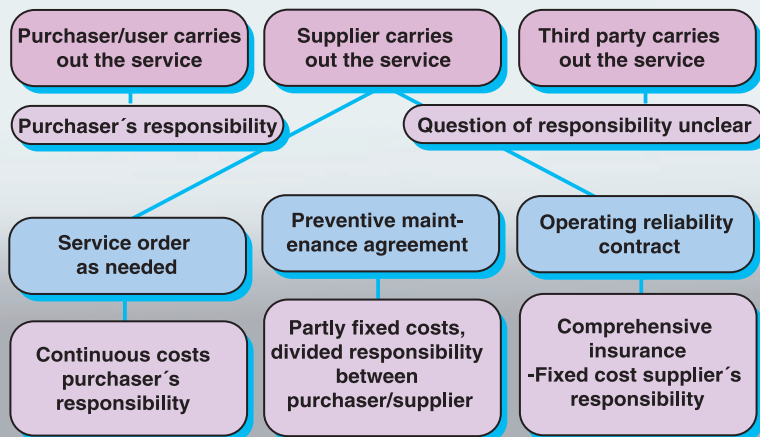 Purchaser/user carries
out the service
Supplier carries
out the service
Third party carries
out the service
Purchaser´s responsibility
Question of responsibility unclear
Service order
as needed
Preventive maint-
enance agreement
Operating reliability
contract
Continuous costs
purchaser´s
responsibility
Partly fixed costs,
divided responsibility
between
purchaser/supplier
Comprehensive
insurance
-Fixed cost supplier´s
responsibility